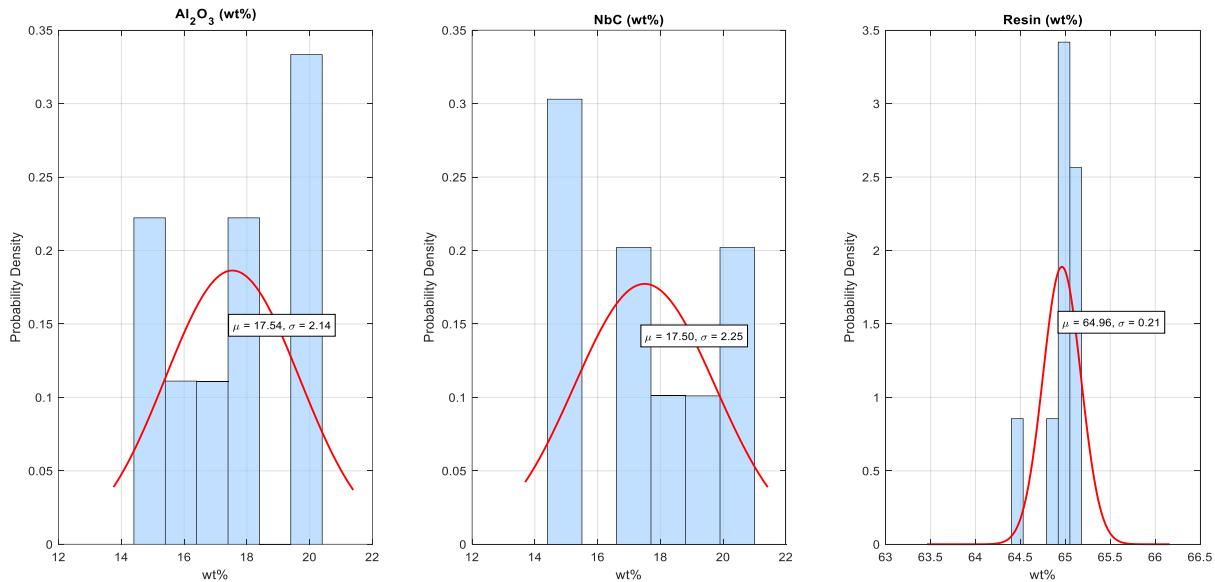 Al2O3 (wt%)
0.35
0.3
0.25
0.2
0.15
0.1
0.05
0
Probability Density
μ = 17.54, σ = 2.14
12 14 16 18 20 22
wt%
NbC (wt%)
0.35
0.3
0.25
0.2
0.15
0.1
0.05
0
Probability Density
μ = 17.50, σ = 2.25
12 14 16 18 20 22
wt%
Resin (wt%)
3.5
3
2.5
2
1.5
1
0.5
0
Probability Density
μ = 64.96, σ = 0.21
63 63.5 64 64.5 65 65.5 66 66.5
wt%